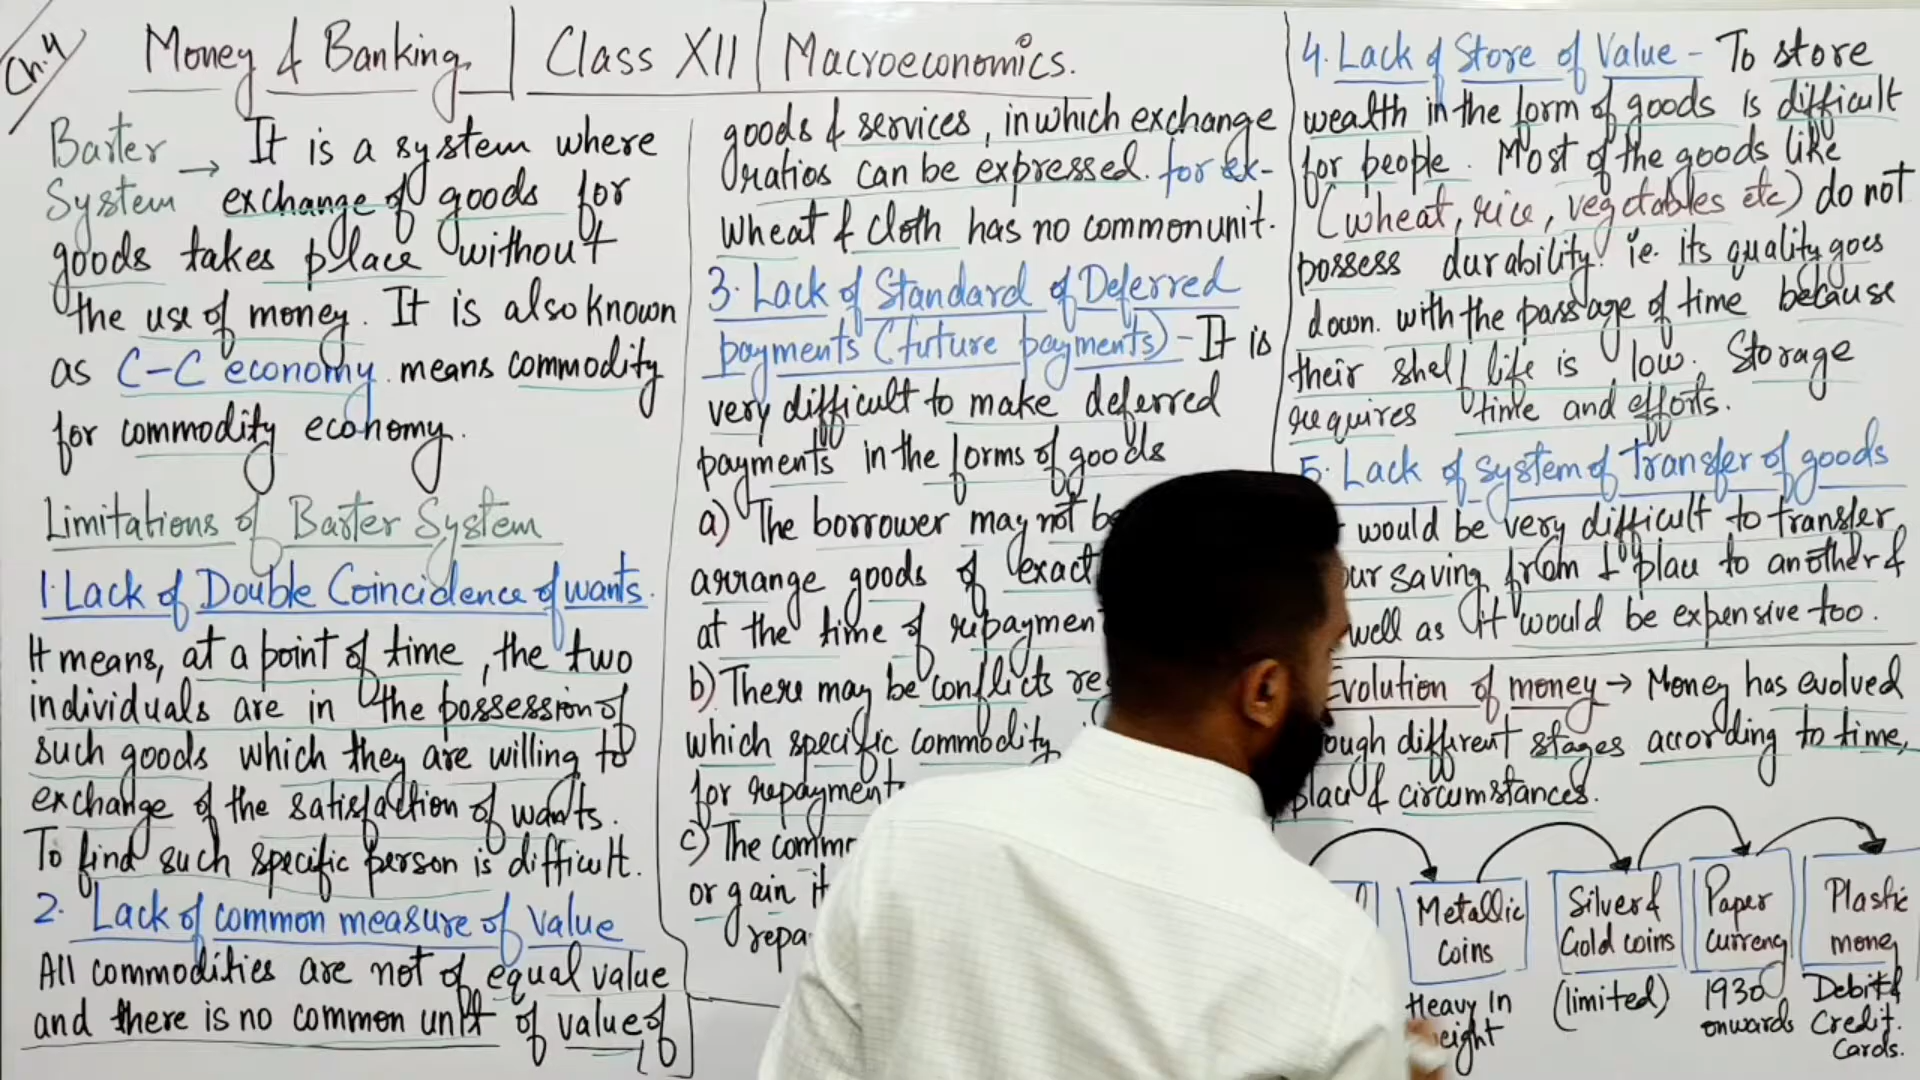 Ch. 4
Money & Banking | Class XII | Macroeconomics.
Barter System → It is a system where
exchange of goods for
goods takes place without
the use of money. It is also known
as C-C economy. means commodity
for commodity economy.
Limitations of Barter System
1. Lack of Double Coincidence of wants.
It means, at a point of time, the two
individuals are in the possession of
such goods which they are willing to
exchange of the satisfaction of wants.
To find such specific person is difficult.
2. Lack of common measure of value
All commodities are not of equal value
and there is no common unit of value of
goods & services, in which exchange
ratios can be expressed. for ex-
wheat & cloth has no common unit.
3. Lack of Standard of Deferred
payments (future payments) - It is
very difficult to make deferred
payments in the forms of goods
a) The borrower may not b
arrange goods of exact
at the time of repaymen
b) There may be conflicts re
which specific commodity
for repayment
c) The comm
or gain it
repa
4. Lack of Store of Value - To store
wealth in the form of goods is difficult
for people. Most of the goods like
(wheat, rice, vegetables etc) do not
possess durability. i.e. its quality goes
down. with the passage of time because
their shelf life is low. Storage
requires time and efforts.
5. Lack of system of transfer of goods
would be very difficult to transfer
our saving from 1 place to another &
well as it would be expensive too.
Evolution of money → Money has evolved
ough different stages according to time,
place & circumstances.
Metallic coins
Heavy in
eight
Silver & Gold coins
(limited)
Paper currency
1930 onwards
Plastic money
Debit & Credit. Cards.